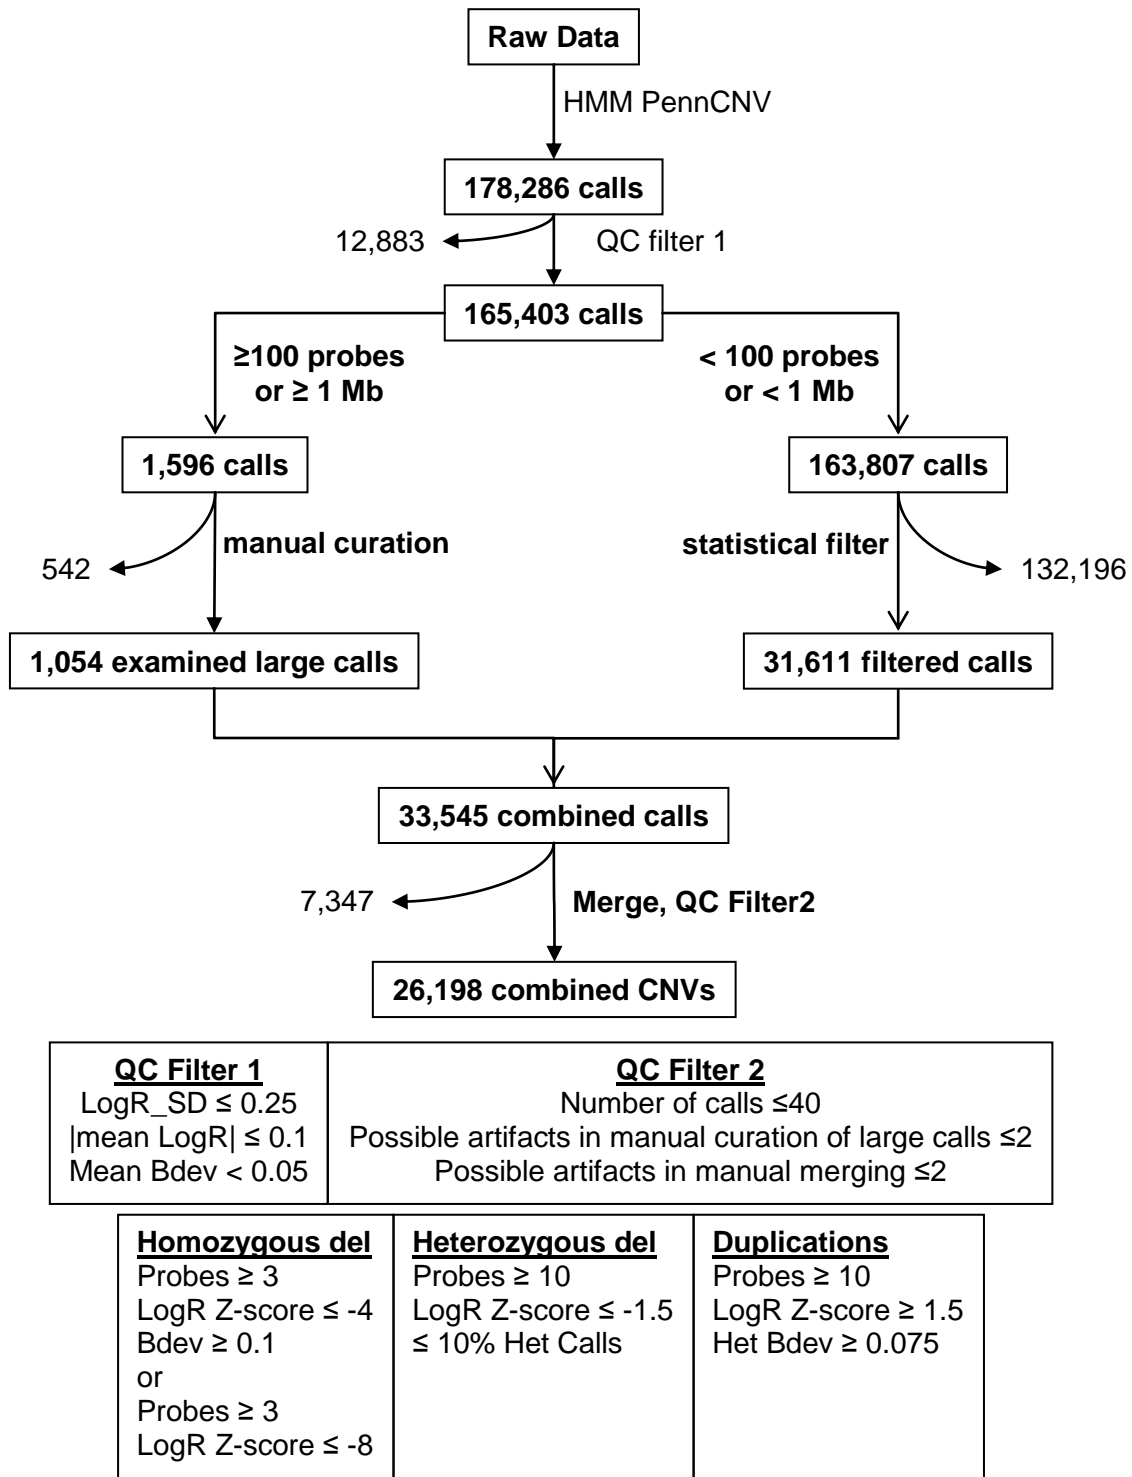 Raw Data
HMM PennCNV
178,286 calls
12,883
QC filter 1
165,403 calls
≥100 probes
or ≥ 1 Mb
< 100 probes
or < 1 Mb
1,596 calls
163,807 calls
manual curation
statistical filter
542
132,196
1,054 examined large calls
31,611 filtered calls
33,545 combined calls
7,347
Merge, QC Filter2
26,198 combined CNVs
QC Filter 1
LogR_SD ≤ 0.25
|mean LogR| ≤ 0.1
Mean Bdev < 0.05
QC Filter 2
Number of calls ≤40
Possible artifacts in manual curation of large calls ≤2
Possible artifacts in manual merging ≤2
Homozygous del
Probes ≥ 3
LogR Z-score ≤ -4
Bdev ≥ 0.1
or
Probes ≥ 3
LogR Z-score ≤ -8
Heterozygous del
Probes ≥ 10
LogR Z-score ≤ -1.5
≤ 10% Het Calls
Duplications
Probes ≥ 10
LogR Z-score ≥ 1.5
Het Bdev ≥ 0.075